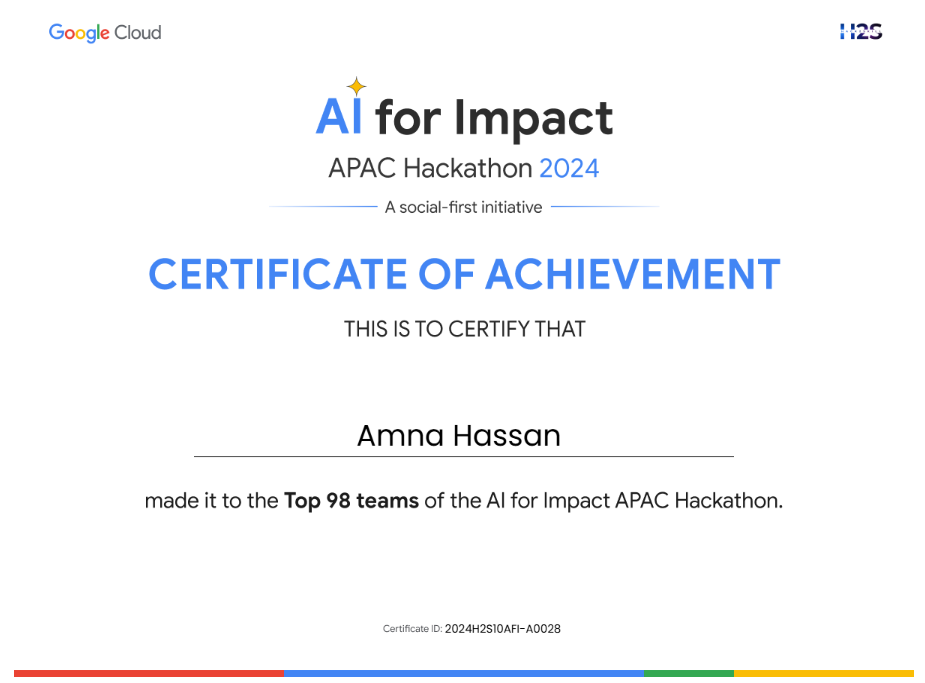 Google Cloud
H2S
AI for Impact
APAC Hackathon 2024
A social-first initiative
CERTIFICATE OF ACHIEVEMENT
THIS IS TO CERTIFY THAT
Amna Hassan
made it to the Top 98 teams of the AI for Impact APAC Hackathon.
Certificate ID: 2024H2S10AFI-A0028